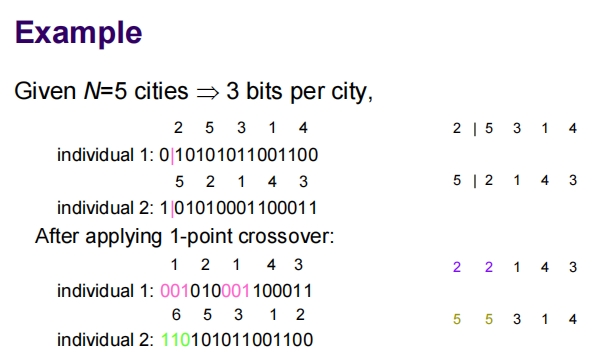 Example
Given N=5 cities ⇒ 3 bits per city,
2 5 3 1 4
2 | 5 3 1 4
individual 1: 0|10101011001100
5 2 1 4 3
5 | 2 1 4 3
individual 2: 1|01010001100011
After applying 1-point crossover:
1 2 1 4 3
2 2 1 4 3
individual 1: 001010001100011
6 5 3 1 2
5 5 3 1 4
individual 2: 110101011001100